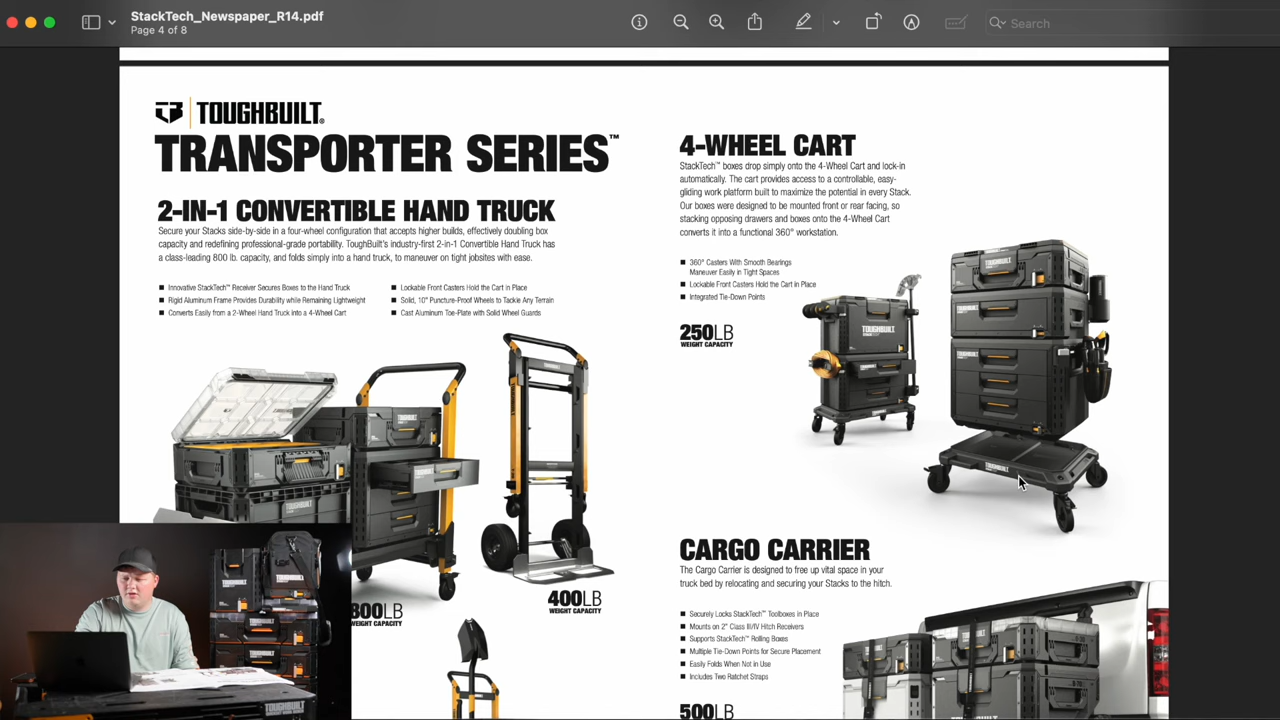 StackTech_Newspaper_R14.pdf
Page 4 of 8
Search
TOUGHBUILT®
TRANSPORTER SERIES™
2-IN-1 CONVERTIBLE HAND TRUCK
Secure your Stacks side-by-side in a four-wheel configuration that accepts higher builds, effectively doubling box
capacity and redefining professional-grade portability. ToughBuilt's industry-first 2-in-1 Convertible Hand Truck has
a class-leading 800 lb. capacity, and folds simply into a hand truck, to maneuver on tight jobsites with ease.
■ Innovative StackTech™ Receiver Secures Boxes to the Hand Truck
■ Rigid Aluminum Frame Provides Durability while Remaining Lightweight
■ Converts Easily from a 2-Wheel Hand Truck into a 4-Wheel Cart
■ Lockable Front Casters Hold the Cart in Place
■ Solid, 10" Puncture-Proof Wheels to Tackle Any Terrain
■ Cast Aluminum Toe-Plate with Solid Wheel Guards
800LB
WEIGHT CAPACITY
400LB
WEIGHT CAPACITY
4-WHEEL CART
StackTech™ boxes drop simply onto the 4-Wheel Cart and lock-in
automatically. The cart provides access to a controllable, easy-
gliding work platform built to maximize the potential in every Stack.
Our boxes were designed to be mounted front or rear facing, so
stacking opposing drawers and boxes onto the 4-Wheel Cart
converts it into a functional 360° workstation.
■ 360° Casters With Smooth Bearings
Maneuver Easily in Tight Spaces
■ Lockable Front Casters Hold the Cart in Place
■ Integrated Tie-Down Points
250LB
WEIGHT CAPACITY
TOUGHBUILT
TOUGHBUILT
CARGO CARRIER
The Cargo Carrier is designed to free up vital space in your
truck bed by relocating and securing your Stacks to the hitch.
■ Securely Locks StackTech™ Toolboxes in Place
■ Mounts on 2" Class III/IV Hitch Receivers
■ Supports StackTech™ Rolling Boxes
■ Multiple Tie-Down Points for Secure Placement
■ Easily Folds When Not in Use
■ Includes Two Ratchet Straps
500LB
TOUGHBUILT
TOUGHBUILT
TOUGHBUILT